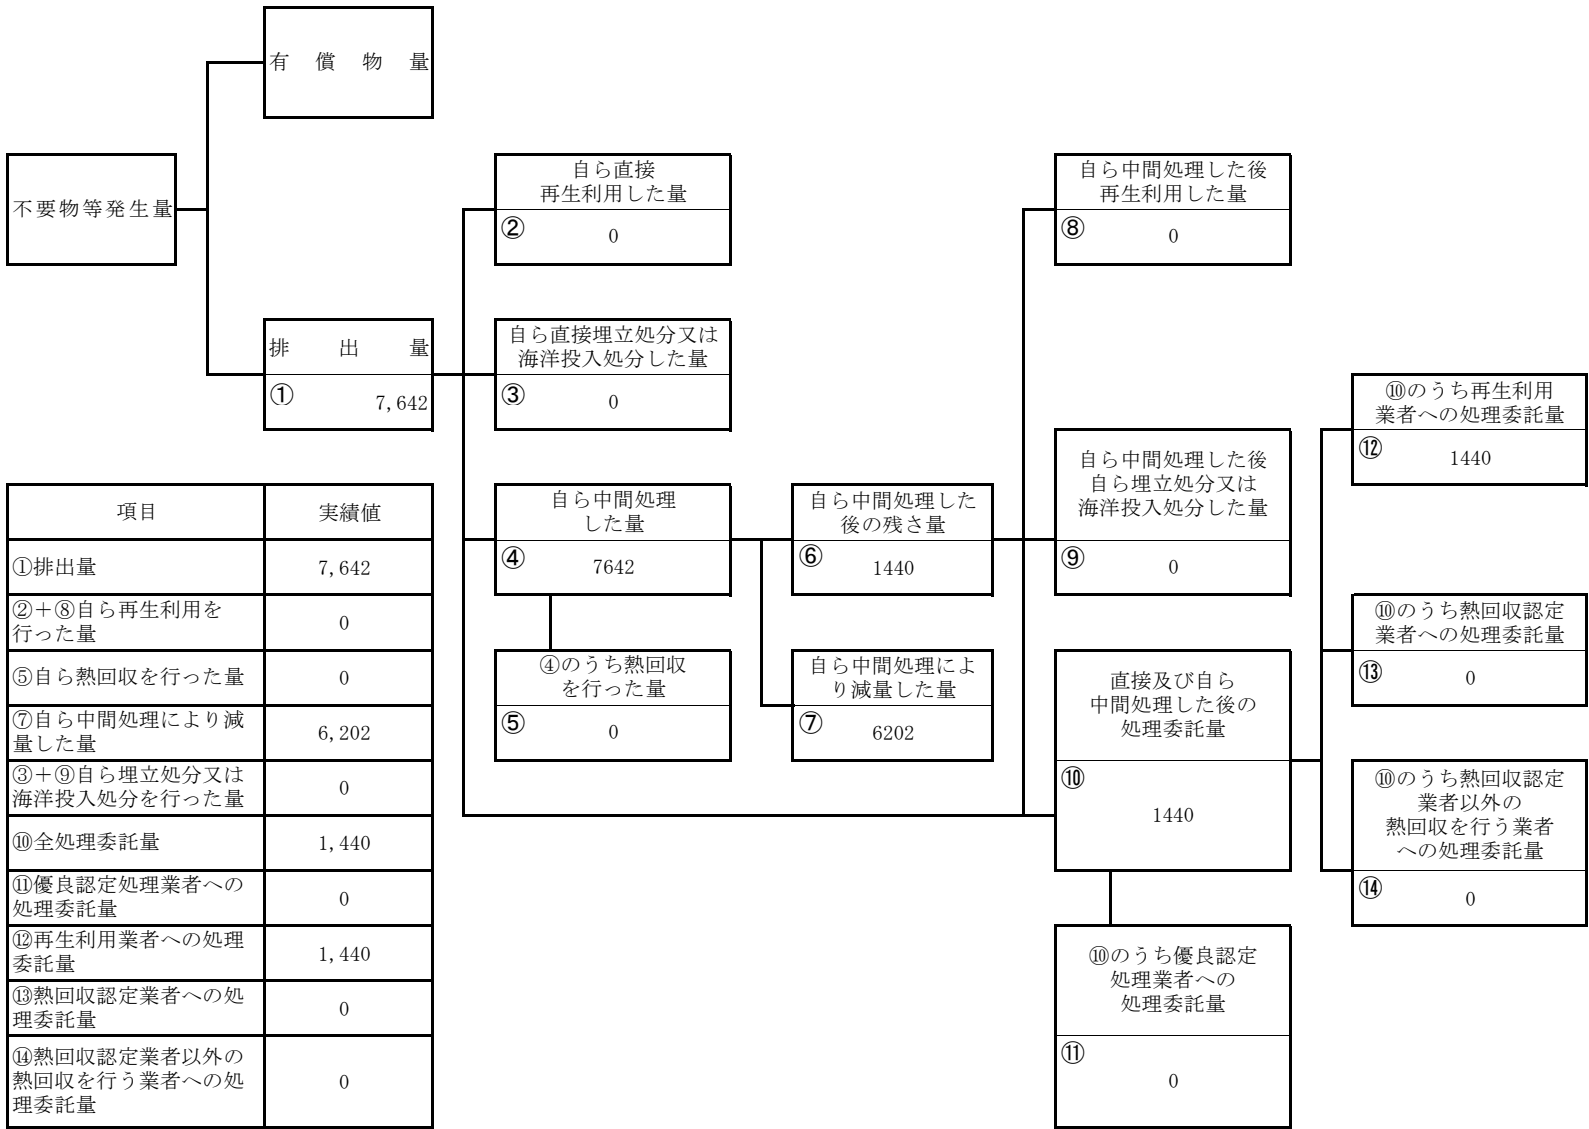 有償物量
不要物等発生量
排出量
①
7,642
自ら直接
再生利用した量
②
0
自ら直接埋立処分又は
海洋投入処分した量
③
0
自ら中間処理
した量
④
7642
④のうち熱回収
を行った量
⑤
0
自ら中間処理した
後の残さ量
⑥
1440
自ら中間処理によ
り減量した量
⑦
6202
自ら中間処理した後
再生利用した量
⑧
0
自ら中間処理した後
自ら埋立処分又は
海洋投入処分した量
⑨
0
直接及び自ら
中間処理した後の
処理委託量
⑩
1440
⑩のうち優良認定
処理業者への
処理委託量
⑪
0
⑩のうち再生利用
業者への処理委託量
⑫
1440
⑩のうち熱回収認定
業者への処理委託量
⑬
0
⑩のうち熱回収認定
業者以外の
熱回収を行う業者
への処理委託量
⑭
0
項目
実績値
①排出量
7,642
②+⑧自ら再生利用を
行った量
0
⑤自ら熱回収を行った量
0
⑦自ら中間処理により減
量した量
6,202
③+⑨自ら埋立処分又は
海洋投入処分を行った量
0
⑩全処理委託量
1,440
⑪優良認定処理業者への
処理委託量
0
⑫再生利用業者への処理
委託量
1,440
⑬熱回収認定業者への処
理委託量
0
⑭熱回収認定業者以外の
熱回収を行う業者への処
理委託量
0